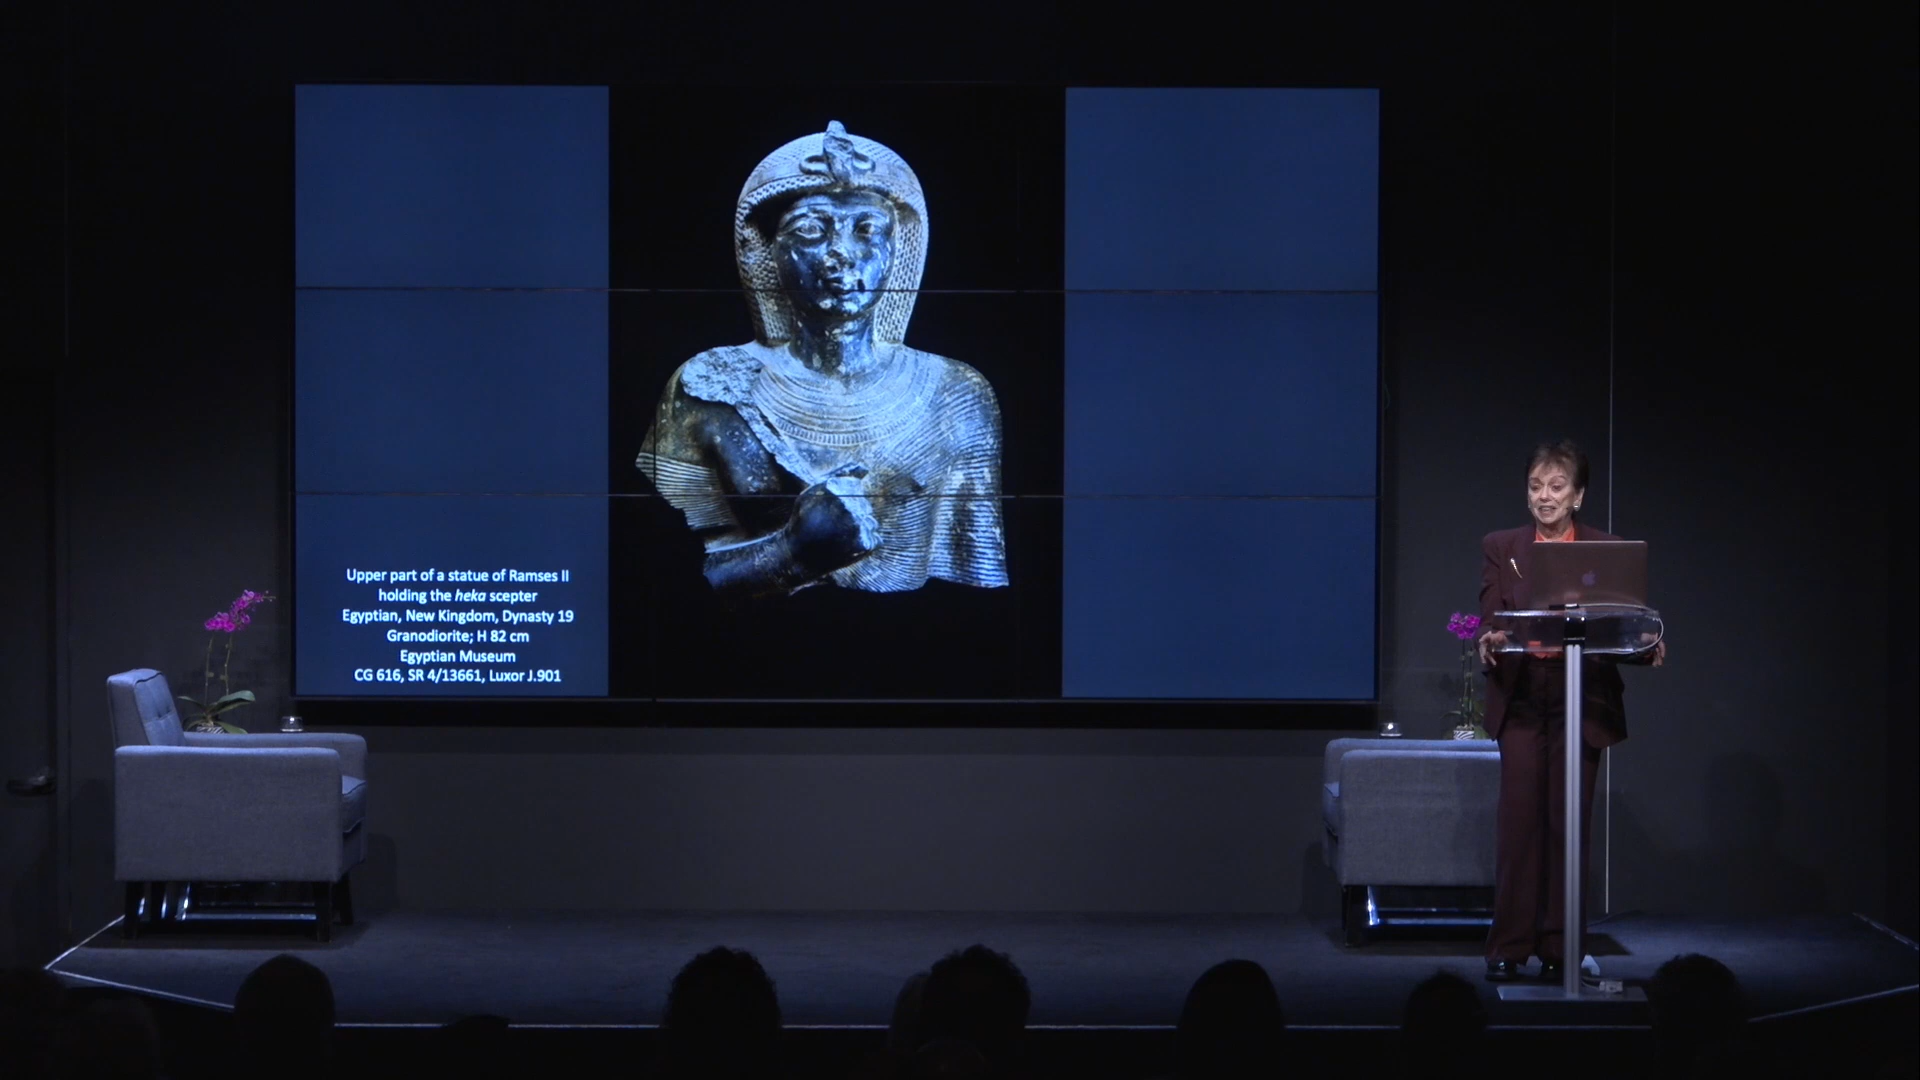 Upper part of a statue of Ramses II
holding the heka scepter
Egyptian, New Kingdom, Dynasty 19
Granodiorite; H 82 cm
Egyptian Museum
CG 616, SR 4/13661, Luxor J.901